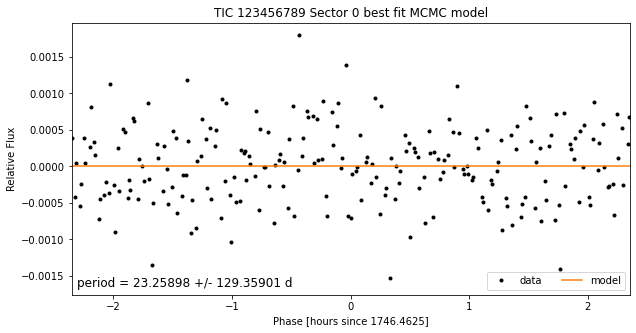 TIC 123456789 Sector 0 best fit MCMC model
Relative Flux
0.0015
0.0010
0.0005
0.0000
−0.0005
−0.0010
−0.0015
period = 23.25898 +/- 129.35901 d
data
model
−2
−1
0
1
2
Phase [hours since 1746.4625]